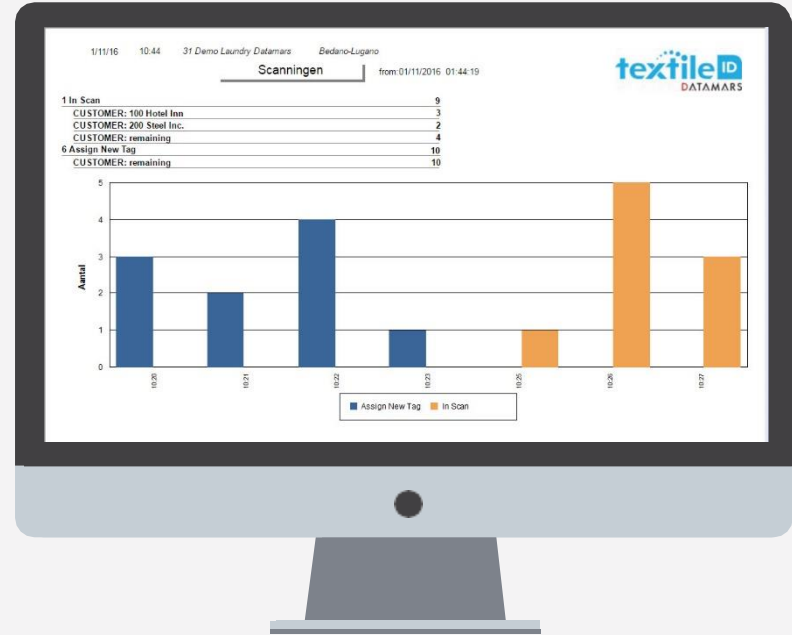 1/11/16 10:44 31 Demo Laundry Datamars Bedano-Lugano
Scanningen from:01/11/2016 01:44:19
textile ID
DATAMARS
1 In Scan 9
CUSTOMER: 100 Hotel Inn 3
CUSTOMER: 200 Steel Inc. 2
CUSTOMER: remaining 4
6 Assign New Tag 10
CUSTOMER: remaining 10
Aantal
5
4
3
2
1
0
10:20 10:21 10:22 10:23 10:25 10:26 10:27
Assign New Tag In Scan